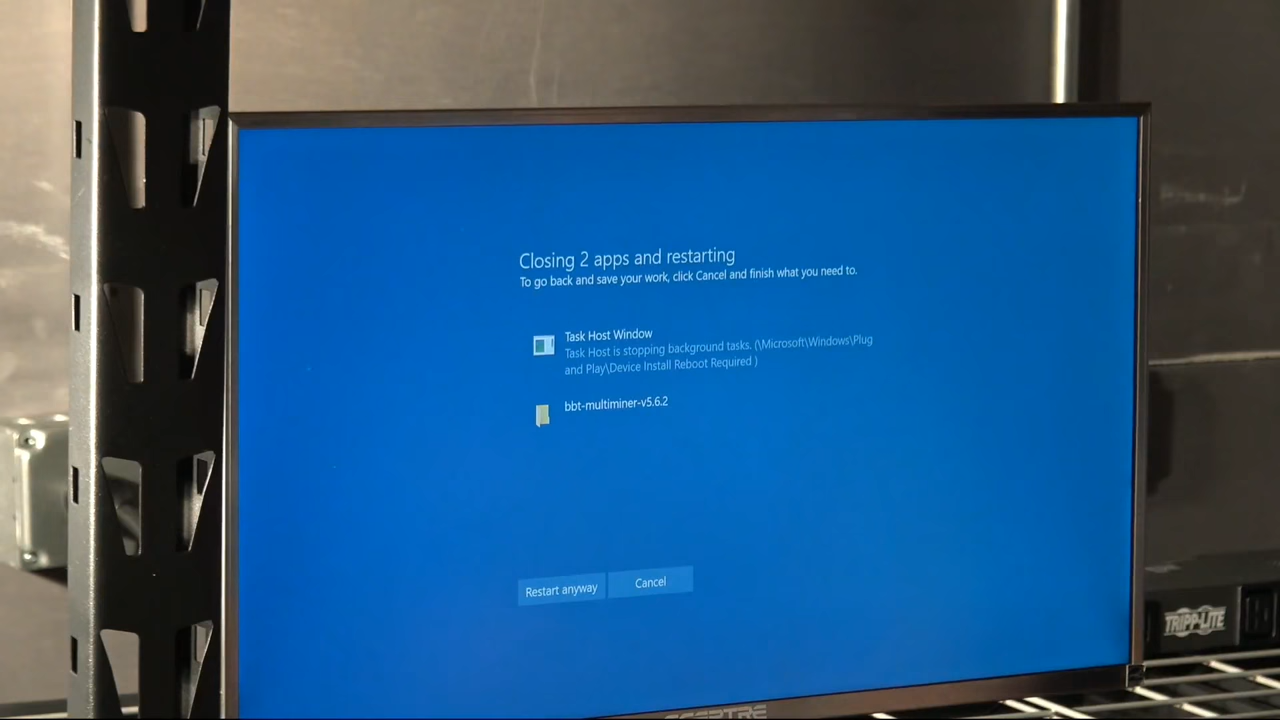 Closing 2 apps and restarting
To go back and save your work, click Cancel and finish what you need to.
Task Host Window
Task Host is stopping background tasks. (\Microsoft\Windows\Plug
and Play\Device Install Reboot Required )
bbt-multiminer-v5.6.2
Restart anyway
Cancel
TRIPP-LITE
SCEPTRE